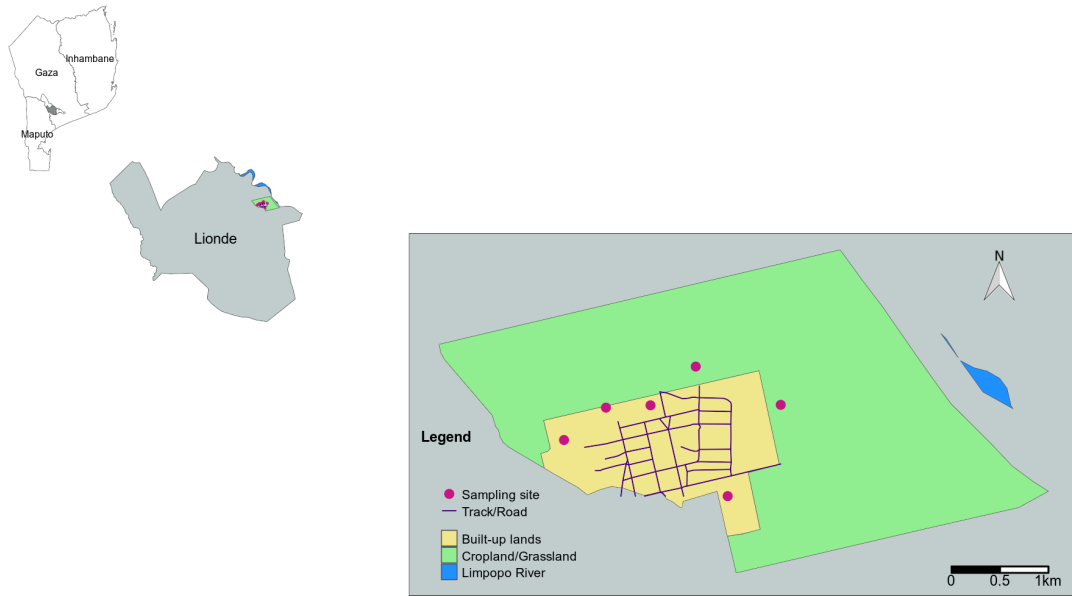 Inhambane
Gaza
Maputo
Lionde
N
Legend
Sampling site
Track/Road
Built-up lands
Cropland/Grassland
Limpopo River
0 0.5 1km